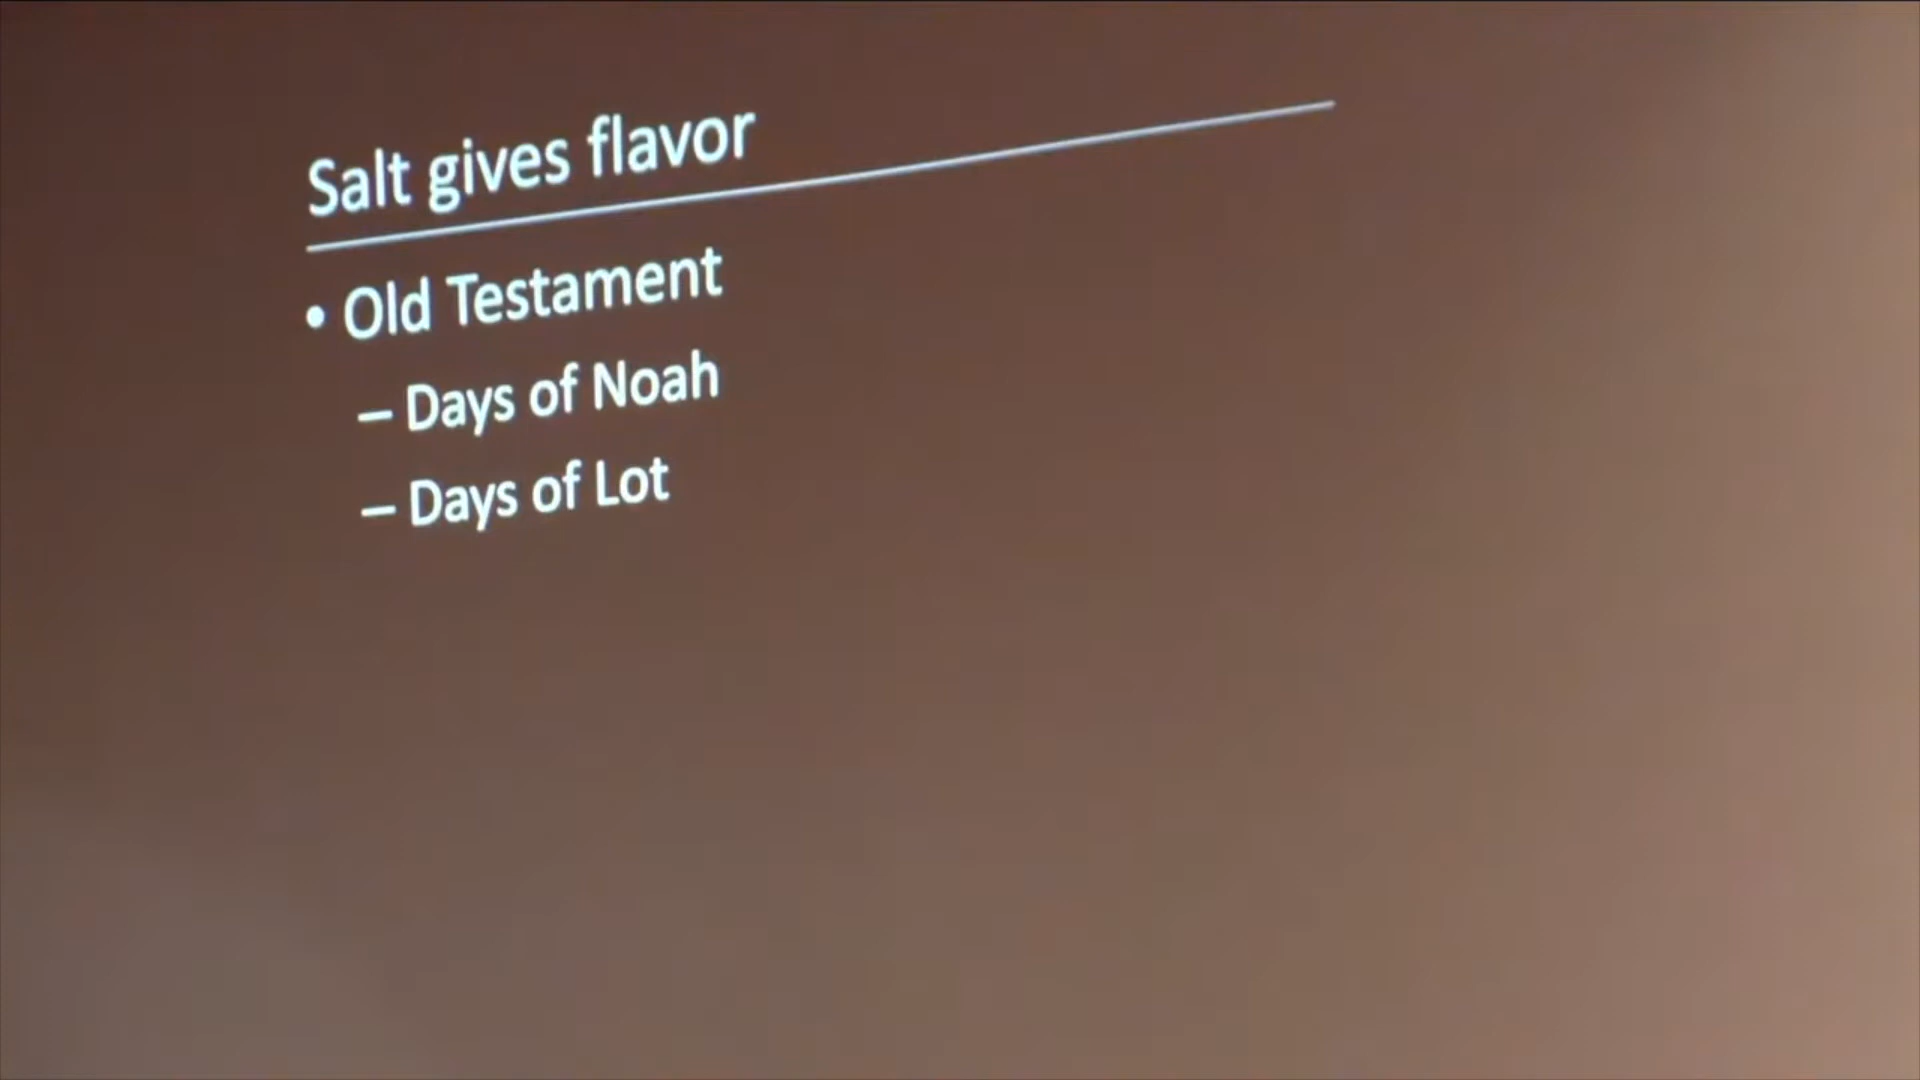 Salt gives flavor
• Old Testament
– Days of Noah
– Days of Lot